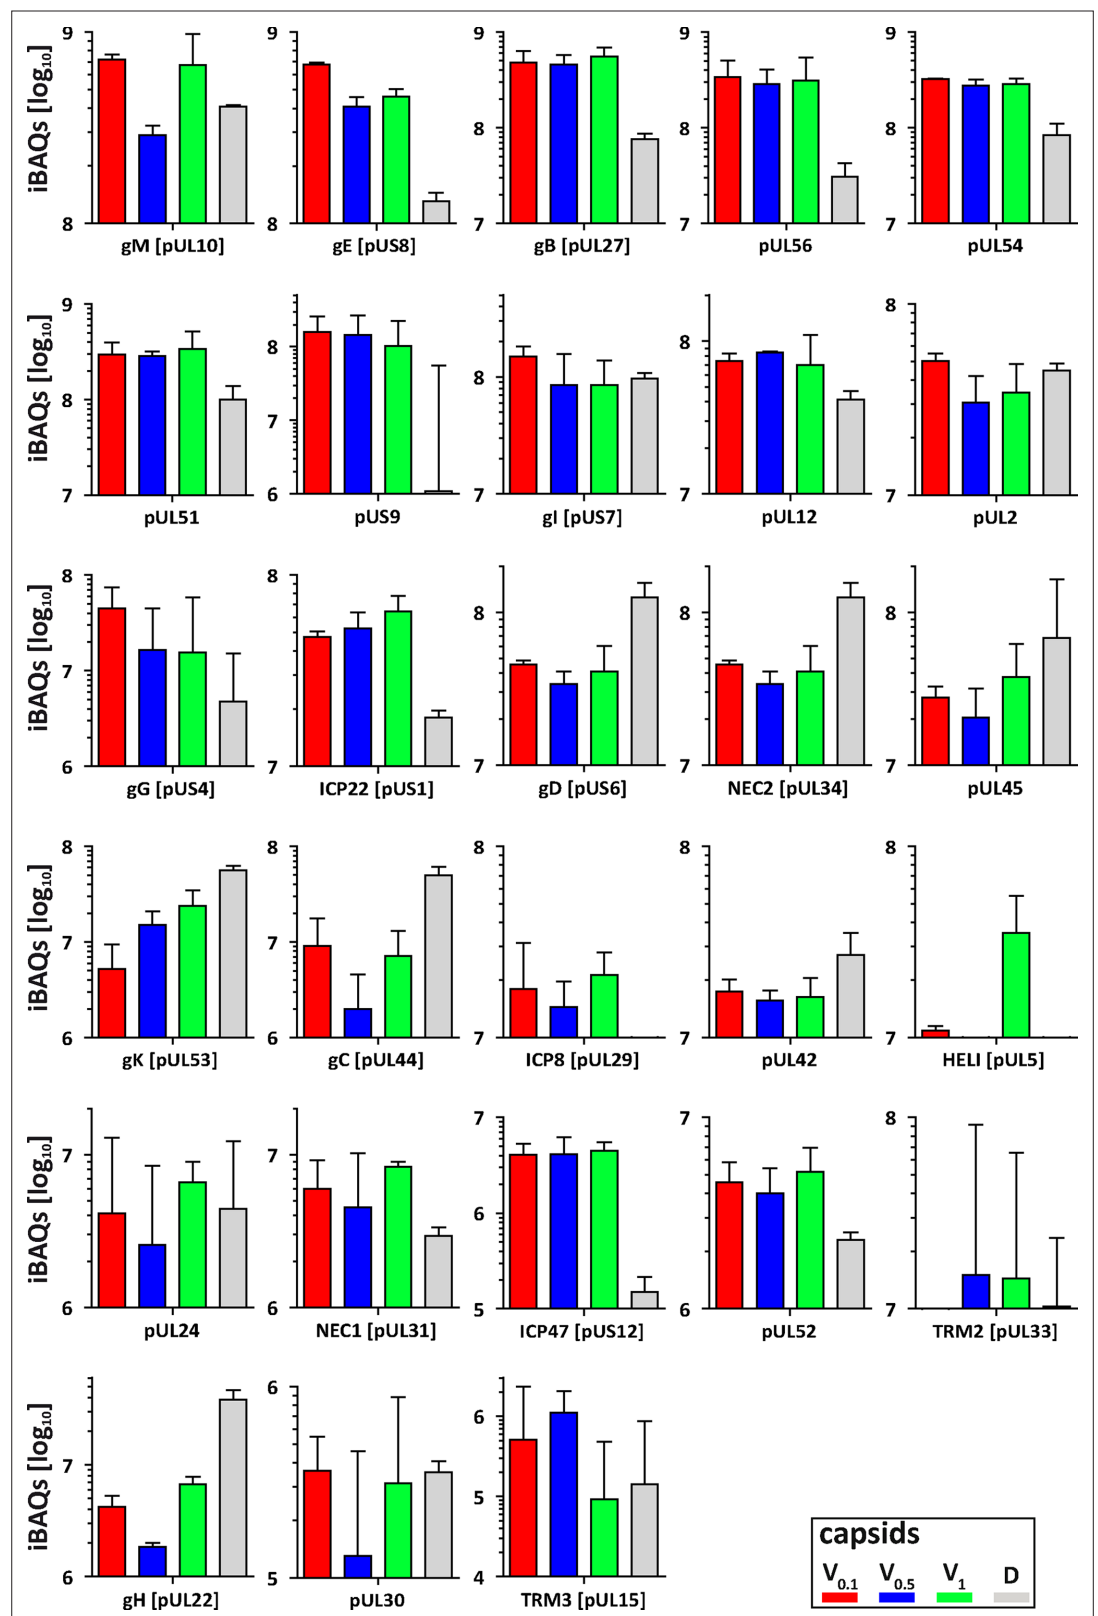 iBAQs [log10]
9 8
9 8
9 8 7
9 8 7
9 8 7
gM [pUL10] gE [pUS8] gB [pUL27] pUL56 pUL54
iBAQs [log10]
9 8 7
8 7 6
8 7
8 7
8 7
pUL51 pUS9 gI [pUS7] pUL12 pUL2
iBAQs [log10]
8 7 6
8 7
8 7
8 7
8 7
gG [pUS4] ICP22 [pUS1] gD [pUS6] NEC2 [pUL34] pUL45
iBAQs [log10]
8 7 6
8 7 6
8 7
8 7
8 7
gK [pUL53] gC [pUL44] ICP8 [pUL29] pUL42 HELI [pUL5]
iBAQs [log10]
7 6
7 6
7 6 5
7 6
8 7
pUL24 NEC1 [pUL31] ICP47 [pUS12] pUL52 TRM2 [pUL33]
iBAQs [log10]
7 6
6 5
6 5 4
gH [pUL22] pUL30 TRM3 [pUL15]
capsids
V0.1 V0.5 V1 D